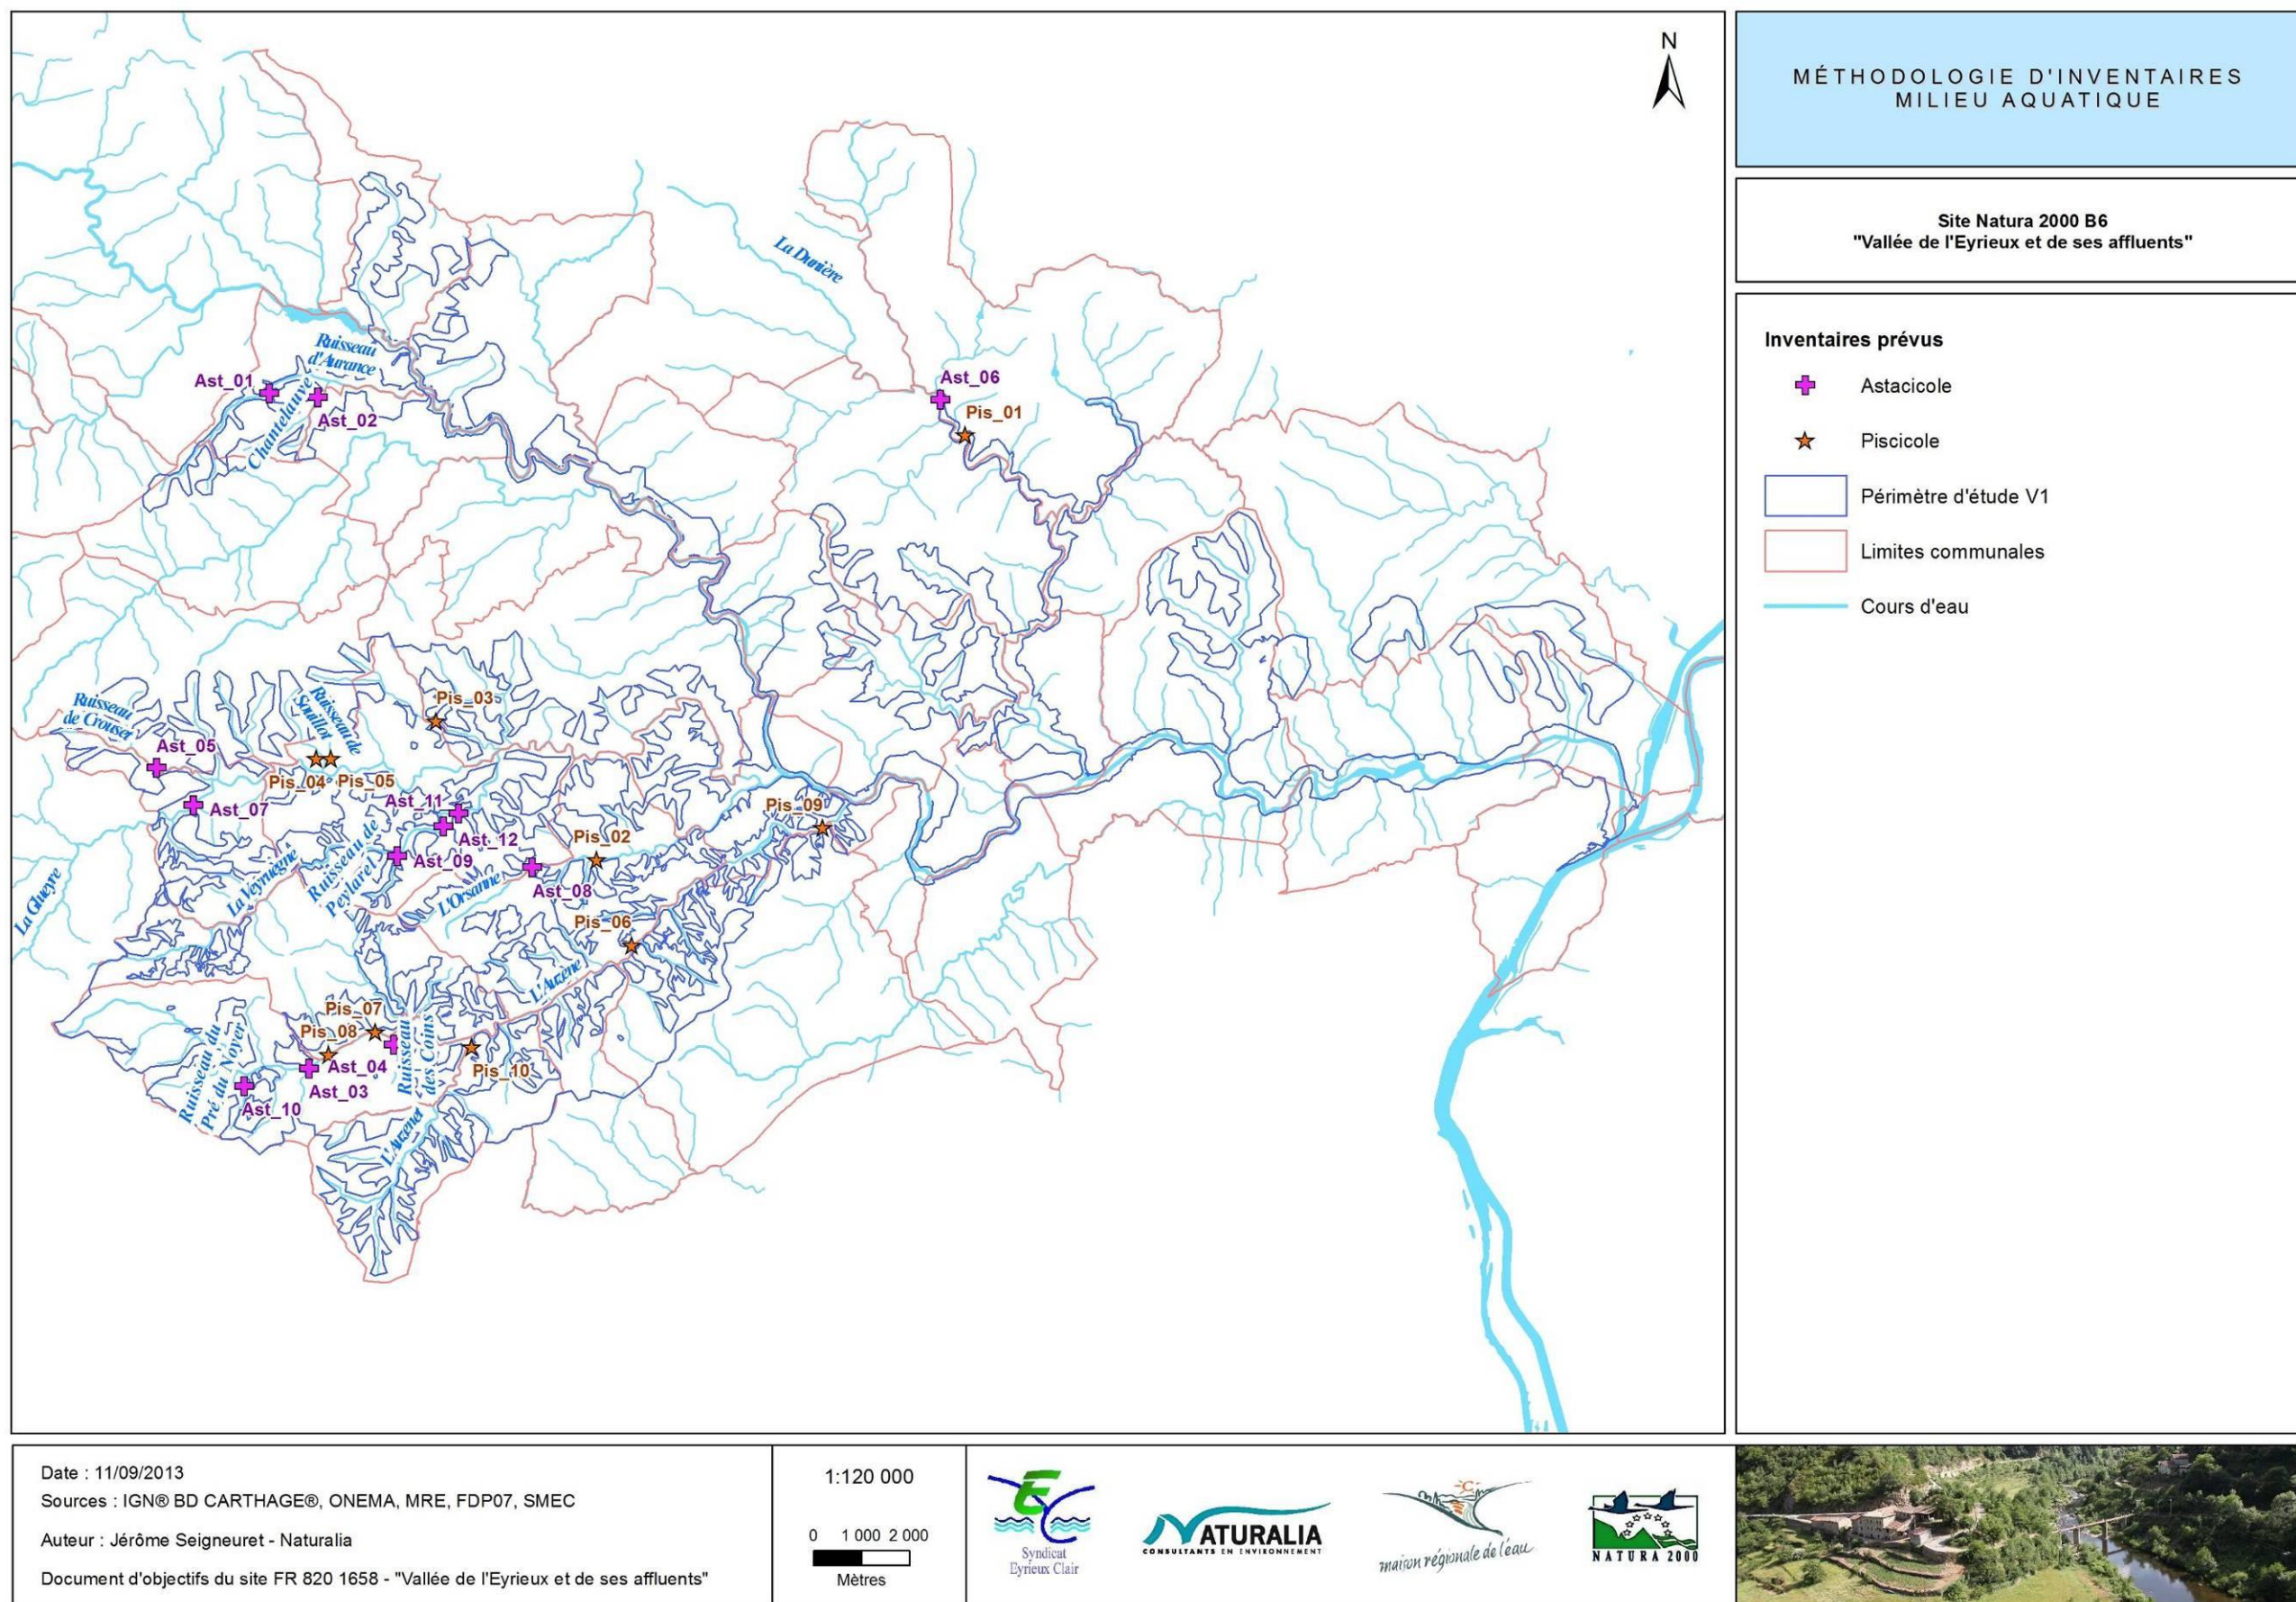 N
La Dunière
Ruisseau
d'Aurance
Ast_01
Ast_02
Chantelauve
Ast_06
Pis_01
Ruisseau
de Crouset
Ruisseau de
Souillot
Pis_03
Ast_05
Pis_04
Pis_05
Ast_07
Ast_11
Ast_12
Pis_09
Pis_02
Ast_09
Ast_08
La Veyruegne
Ruisseau de
Peylarel
L'Orsanne
La Glueyre
Pis_06
L'Auzène
Pis_07
Pis_08
Ruisseau du
Pré du Noyer
Ruisseau
des Coins
Ast_04
Ast_03
Pis_10
Ast_10
L'Auzener
MÉTHODOLOGIE D'INVENTAIRES
MILIEU AQUATIQUE
Site Natura 2000 B6
"Vallée de l'Eyrieux et de ses affluents"
Inventaires prévus
Astacicole
Piscicole
Périmètre d'étude V1
Limites communales
Cours d'eau
Date : 11/09/2013
Sources : IGN® BD CARTHAGE®, ONEMA, MRE, FDP07, SMEC
Auteur : Jérôme Seigneuret - Naturalia
Document d'objectifs du site FR 820 1658 - "Vallée de l'Eyrieux et de ses affluents"
1:120 000
0 1 000 2 000
Mètres
E
Syndicat
Eyrieux Clair
NATURALIA
CONSULTANTS EN ENVIRONNEMENT
maison régionale de l'eau
NATURA 2000